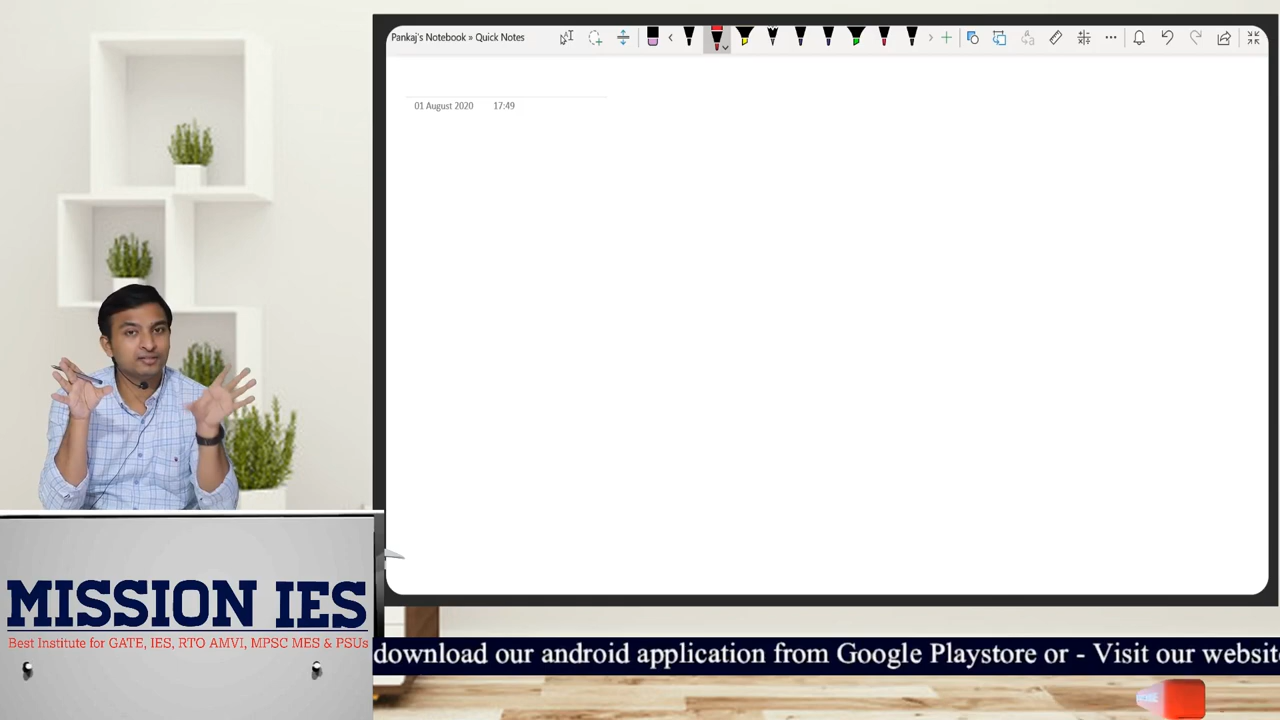 Pankaj's Notebook » Quick Notes
01 August 2020 17:49
MISSION IES
Best Institute for GATE, IES, RTO AMVI, MPSC MES & PSUs
download our android application from Google Playstore or - Visit our website